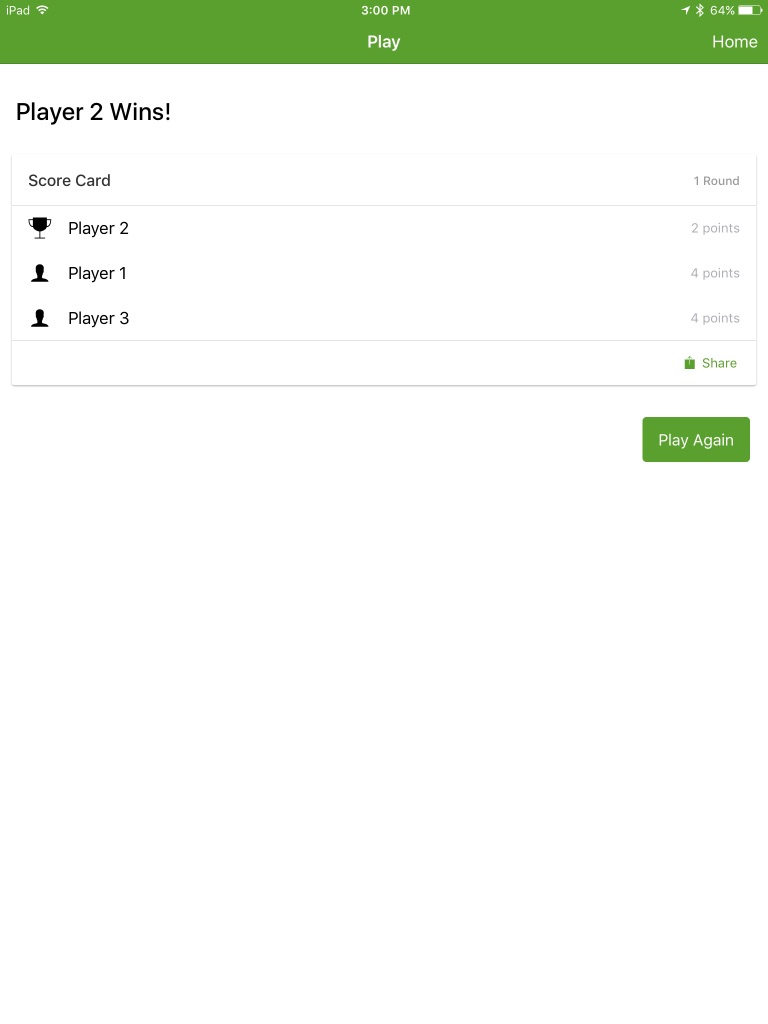 iPad 3:00 PM 64%
Play Home
Player 2 Wins!
Score Card 1 Round
Player 2 2 points
Player 1 4 points
Player 3 4 points
Share
Play Again